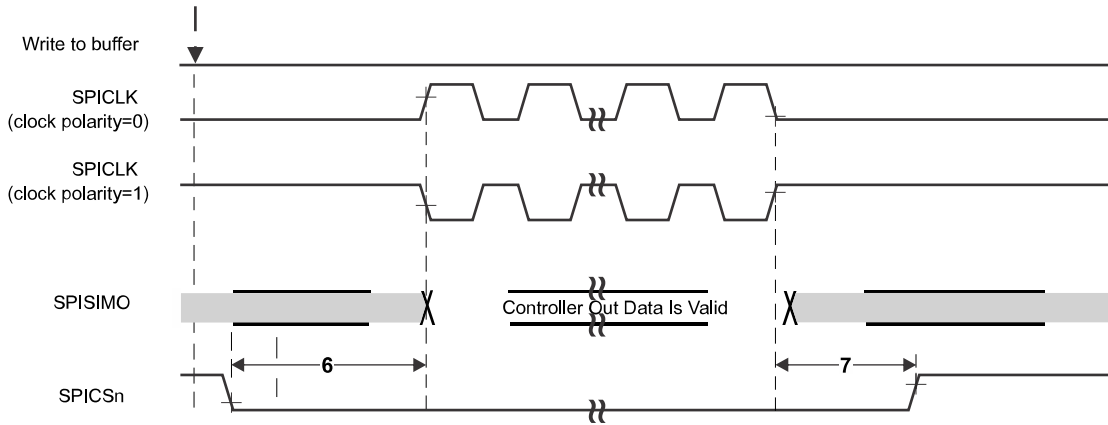 Write to buffer
SPICLK
(clock polarity=0)
SPICLK
(clock polarity=1)
SPISIMO
Controller Out Data Is Valid
6
7
SPICSn